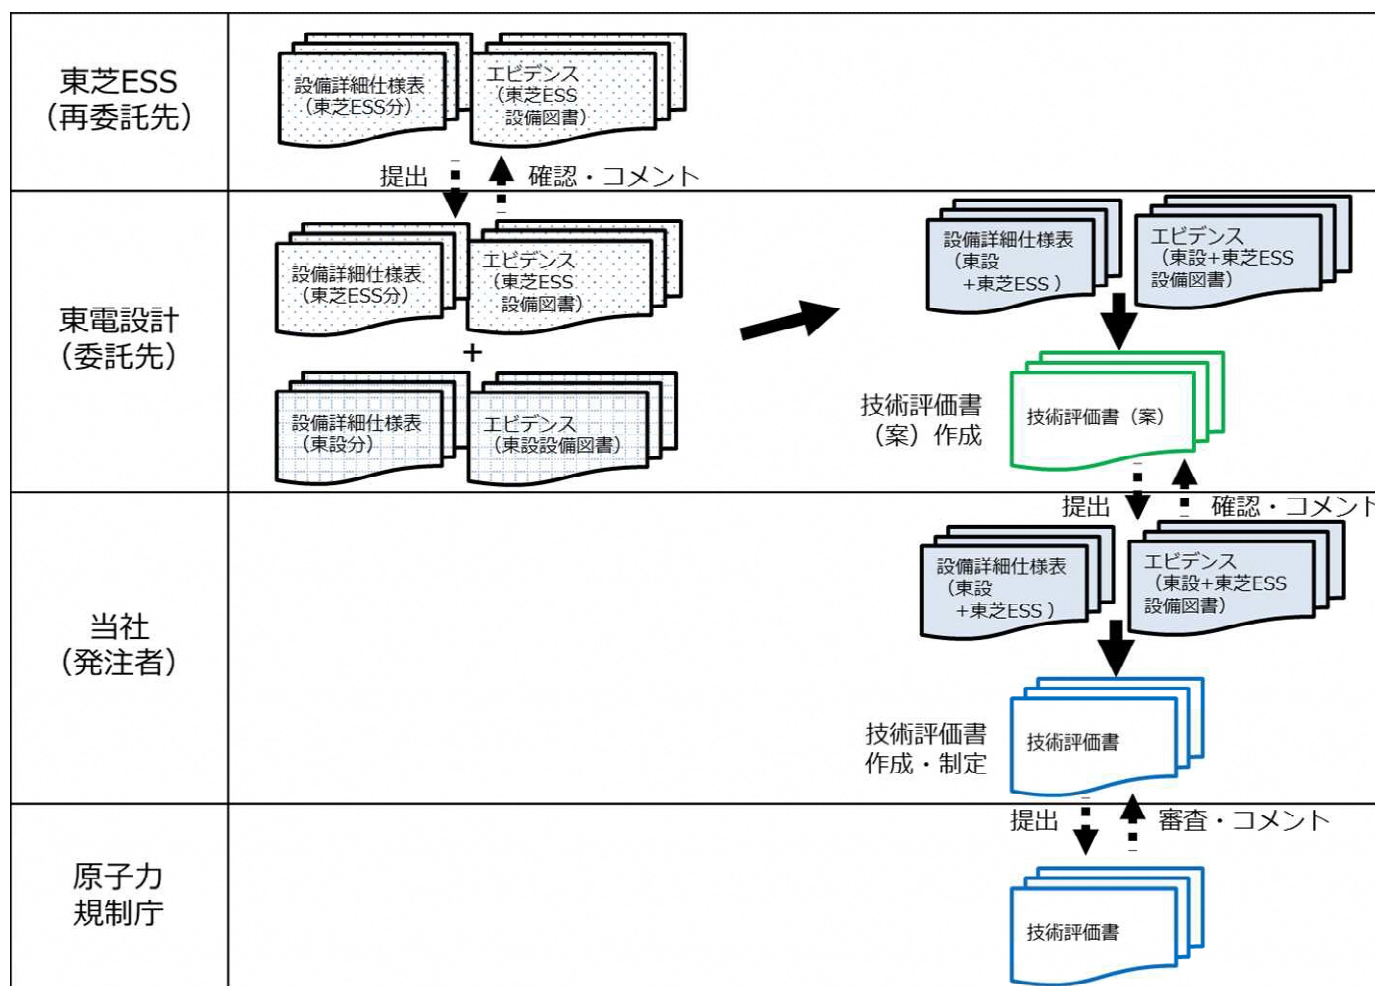 東芝ESS
（再委託先）
設備詳細仕様表
（東芝ESS分）
エビデンス
（東芝ESS
設備図書）
提出
確認・コメント
東電設計
（委託先）
設備詳細仕様表
（東芝ESS分）
エビデンス
（東芝ESS
設備図書）
+
設備詳細仕様表
（東設分）
エビデンス
（東設設備図書）
設備詳細仕様表
（東設
+東芝ESS ）
エビデンス
（東設+東芝ESS
設備図書）
技術評価書
（案）作成
技術評価書（案）
提出
確認・コメント
当社
（発注者）
設備詳細仕様表
（東設
+東芝ESS ）
エビデンス
（東設+東芝ESS
設備図書）
技術評価書
作成・制定
技術評価書
提出
審査・コメント
原子力
規制庁
技術評価書